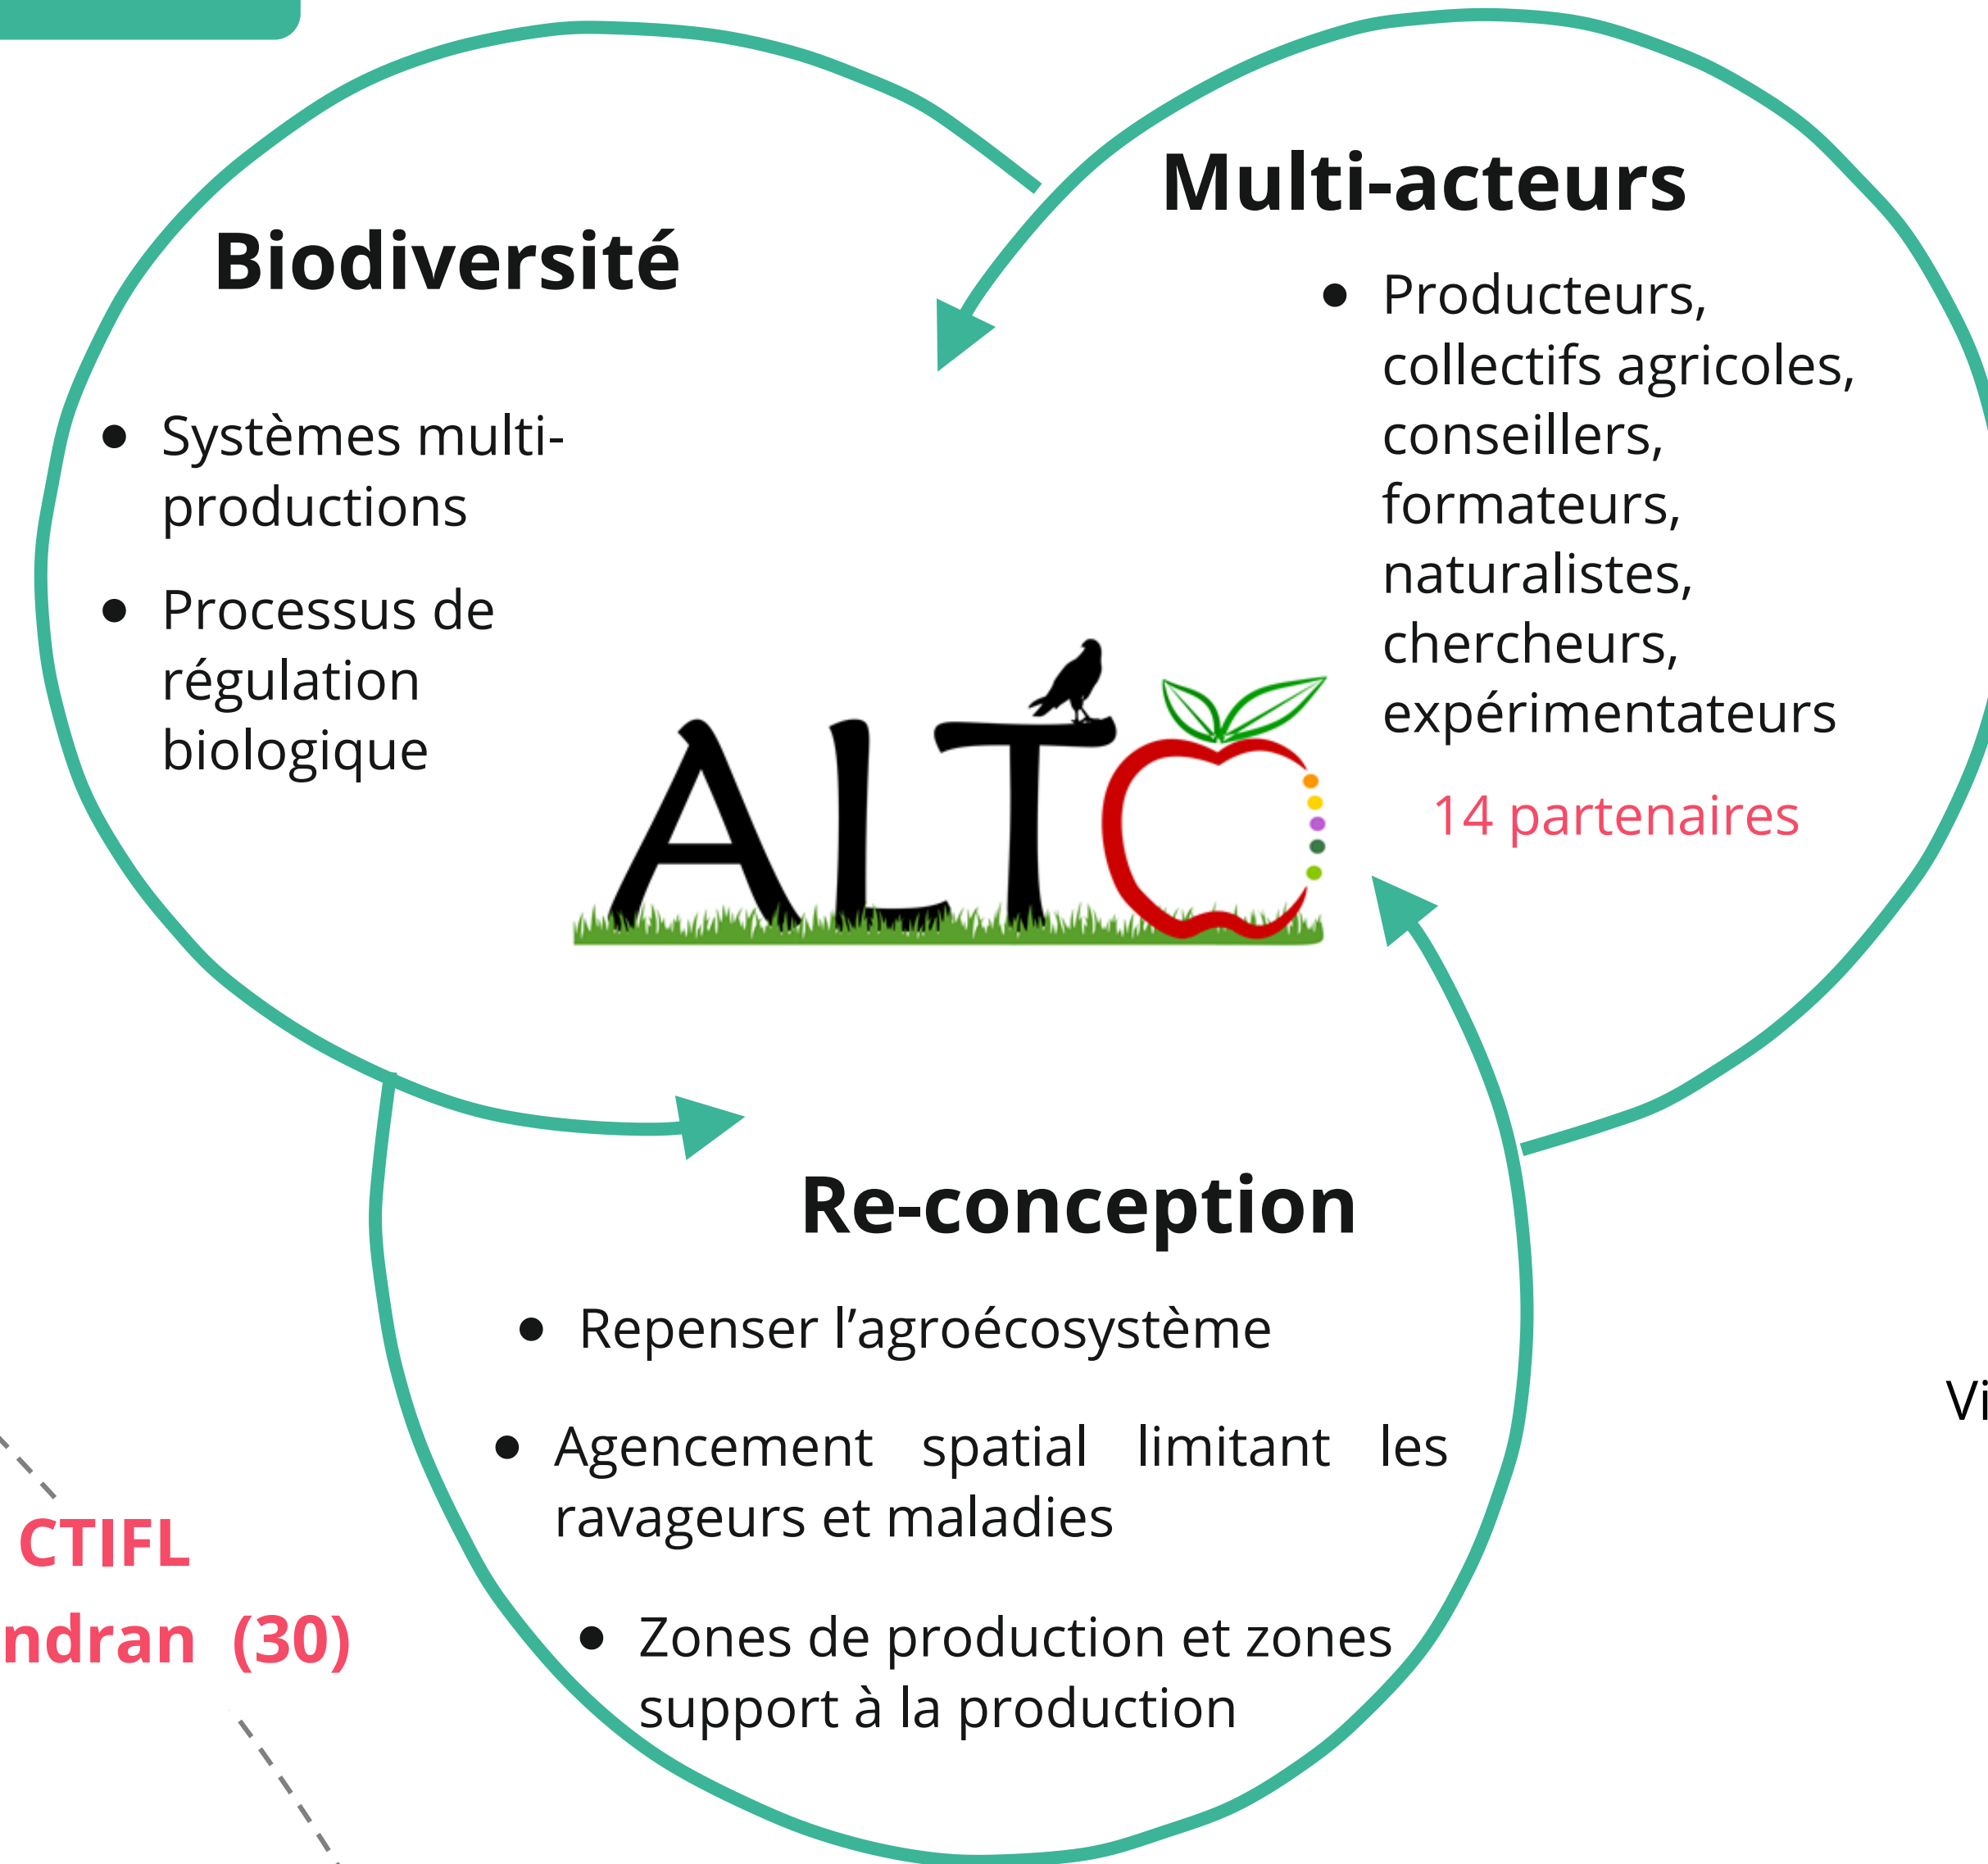 Biodiversité
● Systèmes multi-
productions
● Processus de
régulation
biologique
Multi-acteurs
● Producteurs,
collectifs agricoles,
conseillers,
formateurs,
naturalistes,
chercheurs,
expérimentateurs
14 partenaires
ALTO
Re-conception
● Repenser l’agroécosystème
● Agencement spatial limitant les
ravageurs et maladies
● Zones de production et zones
support à la production
CTIFL
ndran (30)
Vi